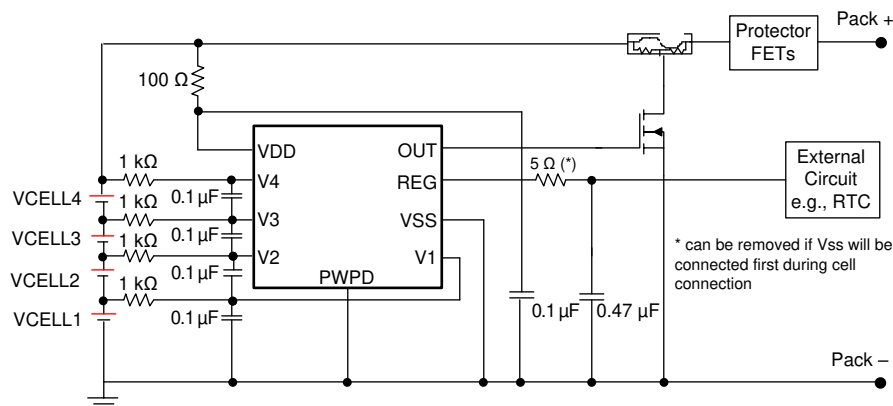 Pack +
Protector
FETs
100 Ω
VDD
OUT
1 kΩ
5 Ω (*)
External
Circuit
e.g., RTC
V4
REG
0.1 µF
VCELL4
1 kΩ
V3
VSS
0.1 µF
VCELL3
1 kΩ
V2
V1
* can be removed if Vss will be
connected first during cell
connection
0.1 µF
VCELL2
1 kΩ
PWPD
VCELL1
0.1 µF
0.1 µF
0.47 µF
Pack –